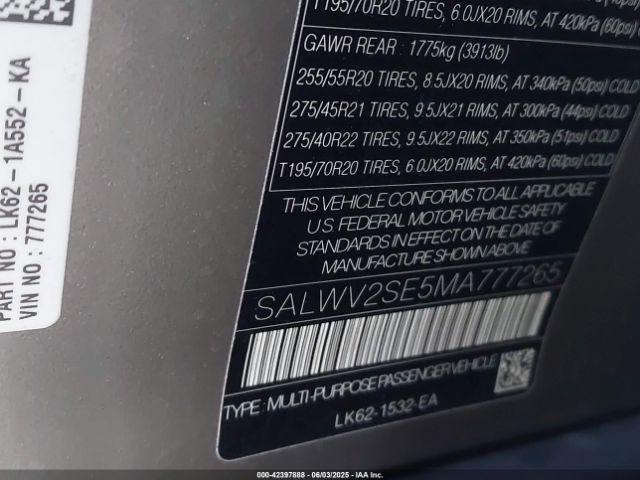 T195/70R20 TIRES, 6.0JX20 RIMS, AT 420kPa (60psi)
GAWR REAR : 1775kg (3913lb)
255/55R20 TIRES, 8.5JX20 RIMS, AT 340kPa (50psi) COLD
275/45R21 TIRES, 9.5JX21 RIMS, AT 300kPa (44psi) COLD
275/40R22 TIRES, 9.5JX22 RIMS, AT 350kPa (51psi) COLD
T195/70R20 TIRES, 6.0JX20 RIMS, AT 420kPa (60psi) COLD
THIS VEHICLE CONFORMS TO ALL APPLICABLE
U.S. FEDERAL MOTOR VEHICLE SAFETY
STANDARDS IN EFFECT ON THE DATE OF
MANUFACTURE SHOWN ABOVE
SALWV2SE5MA777265
TYPE : MULTI-PURPOSE PASSENGER VEHICLE
LK62-1532-EA
PART NO : LK62 - 1A552 - KA
VIN NO : 777265
000-42397888 06/03/2025 IAAI.COM